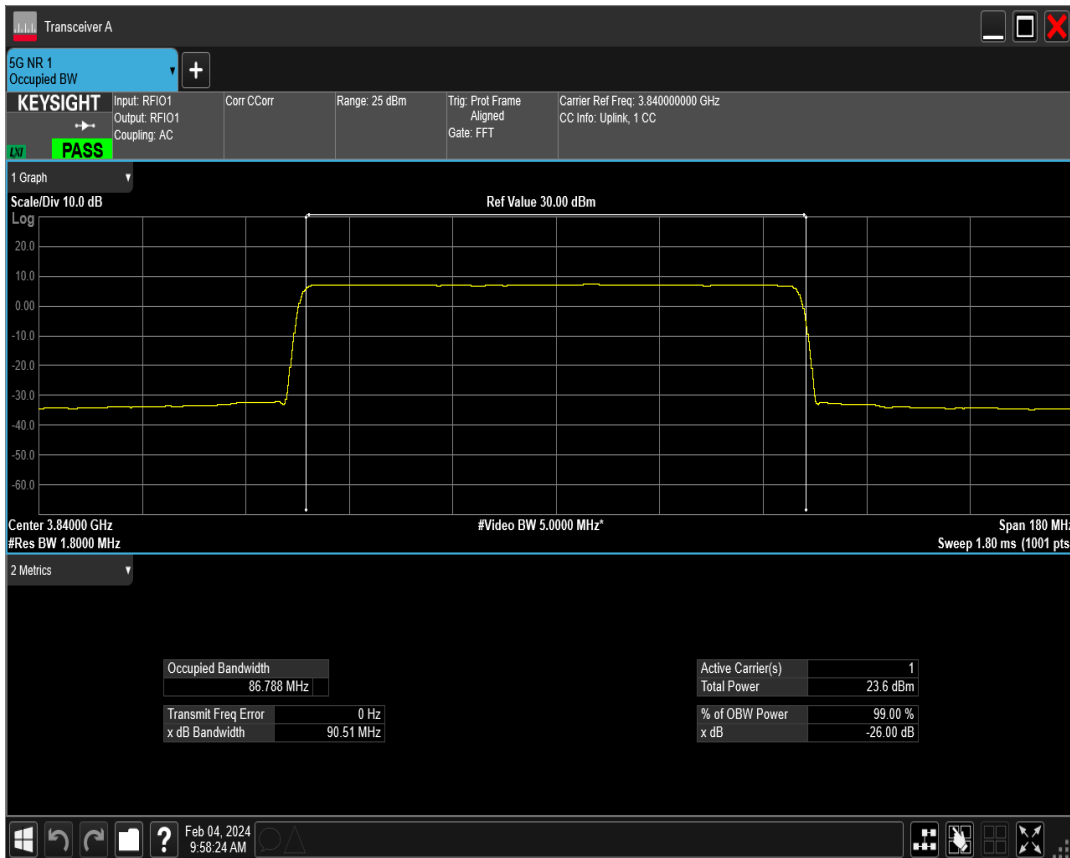 Transceiver A
5G NR 1
Occupied BW
+
KEYSIGHT
LXI
PASS
Input: RFIO1
Output: RFIO1
Coupling: AC
Corr CCorr
Range: 25 dBm
Trig: Prot Frame
Aligned
Gate: FFT
Carrier Ref Freq: 3.840000000 GHz
CC Info: Uplink, 1 CC
1 Graph
Scale/Div 10.0 dB
Ref Value 30.00 dBm
Log
20.0
10.0
0.00
-10.0
-20.0
-30.0
-40.0
-50.0
-60.0
Center 3.84000 GHz
#Video BW 5.0000 MHz*
Span 180 MHz
#Res BW 1.8000 MHz
Sweep 1.80 ms (1001 pts
2 Metrics
Occupied Bandwidth
86.788 MHz
Transmit Freq Error 0 Hz
x dB Bandwidth 90.51 MHz
Active Carrier(s) 1
Total Power 23.6 dBm
% of OBW Power 99.00 %
x dB -26.00 dB
?
Feb 04, 2024
9:58:24 AM